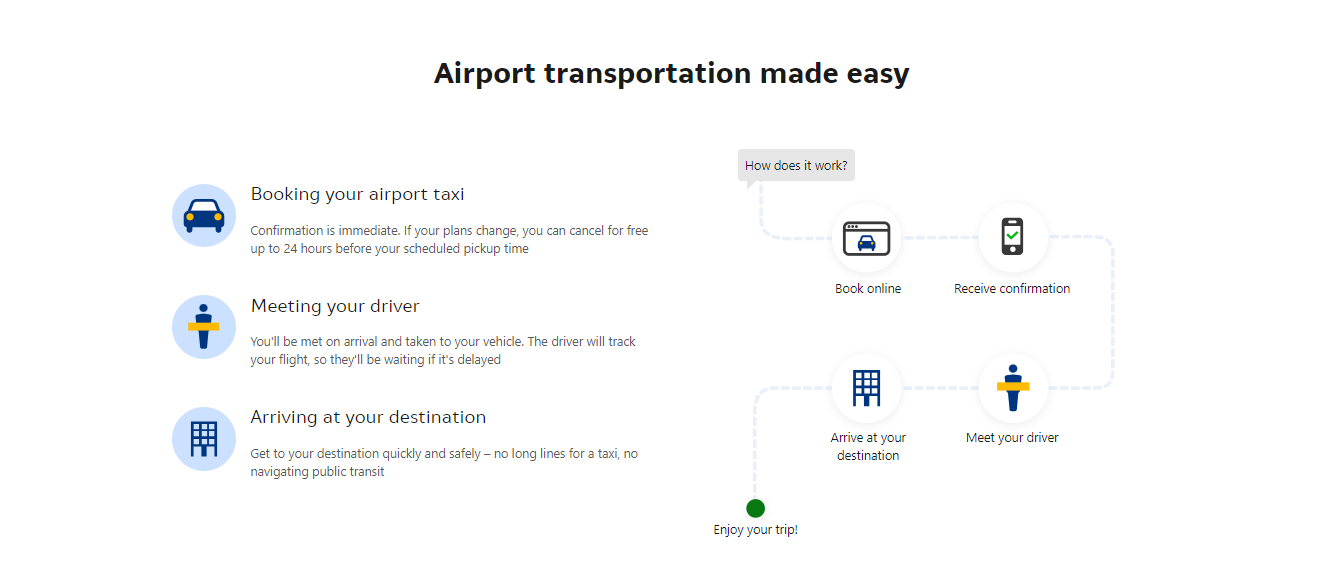 Airport transportation made easy
Booking your airport taxi
Confirmation is immediate. If your plans change, you can cancel for free
up to 24 hours before your scheduled pickup time
Meeting your driver
You'll be met on arrival and taken to your vehicle. The driver will track
your flight, so they'll be waiting if it's delayed
Arriving at your destination
Get to your destination quickly and safely – no long lines for a taxi, no
navigating public transit
How does it work?
Book online
Receive confirmation
Meet your driver
Arrive at your
destination
Enjoy your trip!